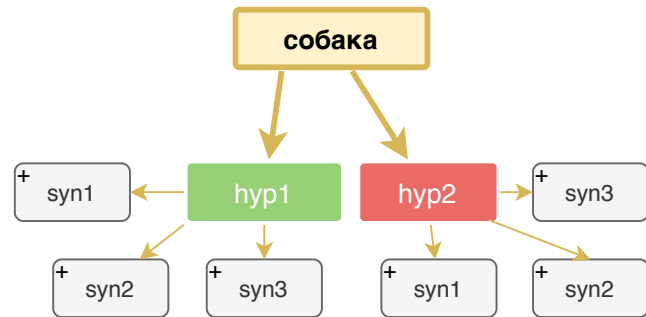 собака
+ syn1
hyp1
hyp2
+ syn3
+ syn2
+ syn3
+ syn1
+ syn2